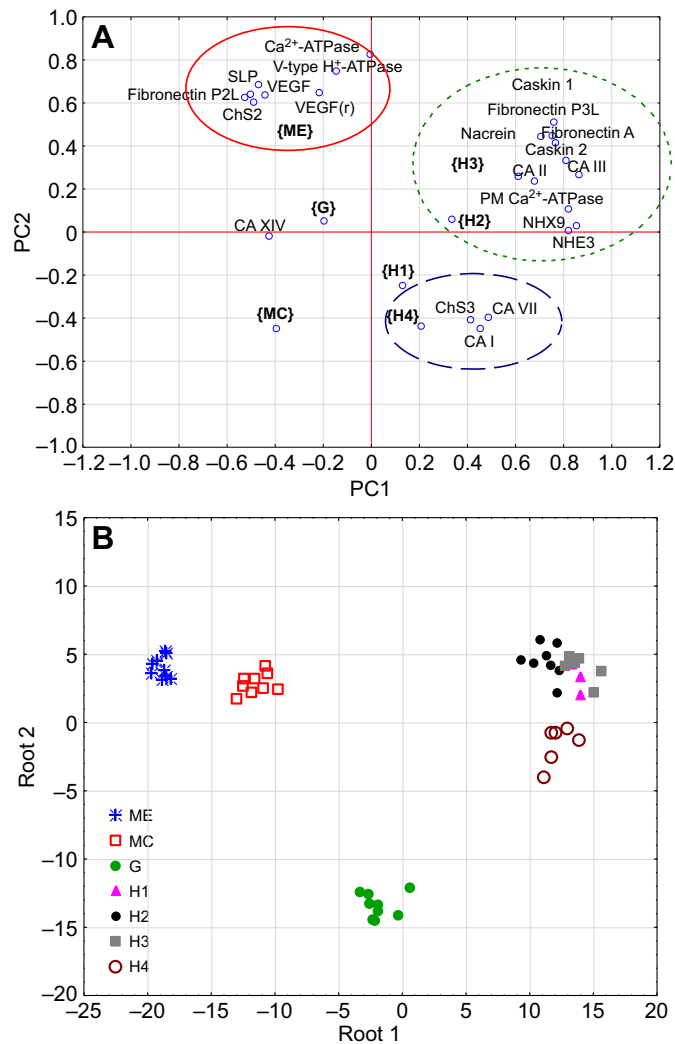 A
1.0
0.8
0.6
0.4
0.2
0
–0.2
–0.4
–0.6
–0.8
–1.0
PC2
Ca2+-ATPase
V-type H+-ATPase
SLP
VEGF
Fibronectin P2L
VEGF(r)
ChS2
{ME}
Caskin 1
Fibronectin P3L
Nacrein
Fibronectin A
Caskin 2
{H3}
CA II
CA III
PM Ca2+-ATPase
{G}
{H2}
CA XIV
NHX9
NHE3
{H1}
{MC}
{H4}
ChS3
CA VII
CA I
–1.2 –0.8 –0.6 –0.4 –0.2 0 0.2 0.4 0.6 0.8 1.0 1.2
PC1
B
15
10
5
0
–5
–10
–15
–20
Root 2
ME
MC
G
H1
H2
H3
H4
–25 –20 –15 –10 –5 0 5 10 15 20
Root 1